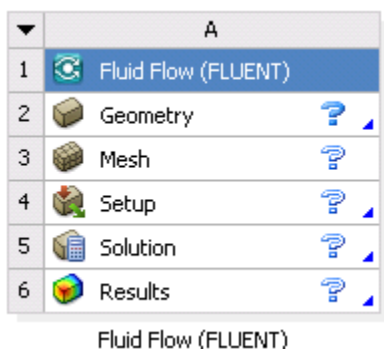 A
1 Fluid Flow (FLUENT)
2 Geometry ?
3 Mesh ?
4 Setup ?
5 Solution ?
6 Results ?
Fluid Flow (FLUENT)